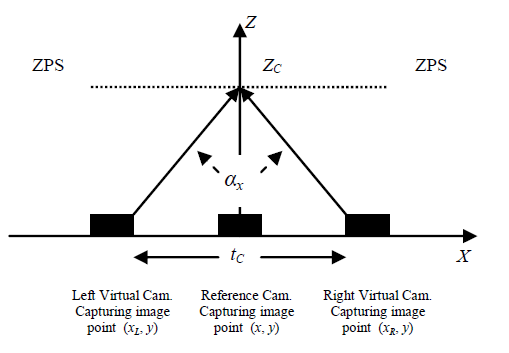 Z
ZPS
Z_C
ZPS
α_x
t_C
X
Left Virtual Cam. Reference Cam. Right Virtual Cam.
Capturing image Capturing image Capturing image
point (x_L, y) point (x, y) point (x_R, y)